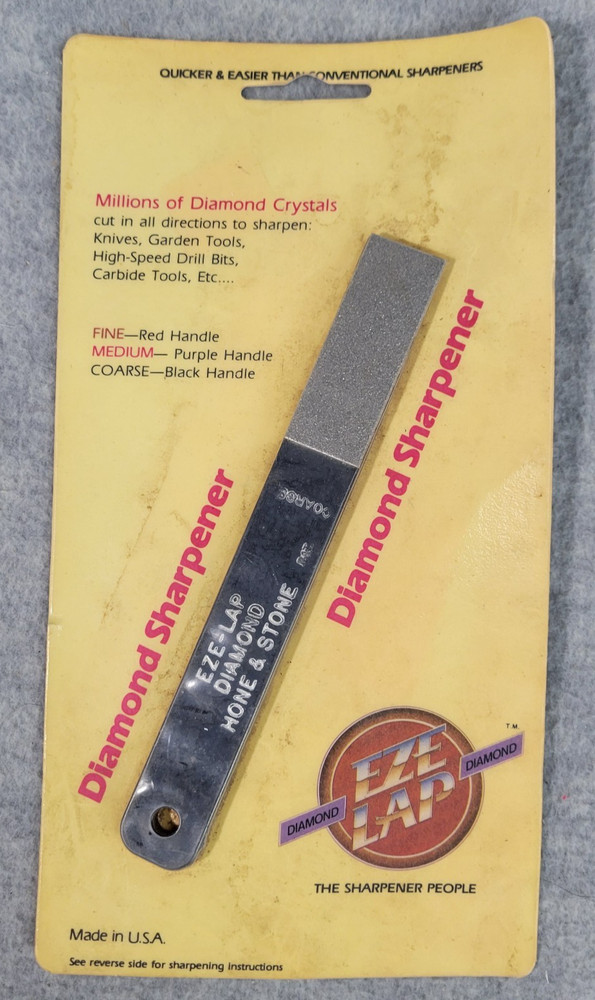 QUICKER & EASIER THAN CONVENTIONAL SHARPENERS
Millions of Diamond Crystals
cut in all directions to sharpen:
Knives, Garden Tools,
High-Speed Drill Bits,
Carbide Tools, Etc....
FINE—Red Handle
MEDIUM— Purple Handle
COARSE—Black Handle
Diamond Sharpener
Diamond Sharpener
COARSE
PAT
EZE-LAP
DIAMOND
HONE & STONE
T.M.
EZE
LAP
DIAMOND
DIAMOND
THE SHARPENER PEOPLE
Made in U.S.A.
See reverse side for sharpening instructions